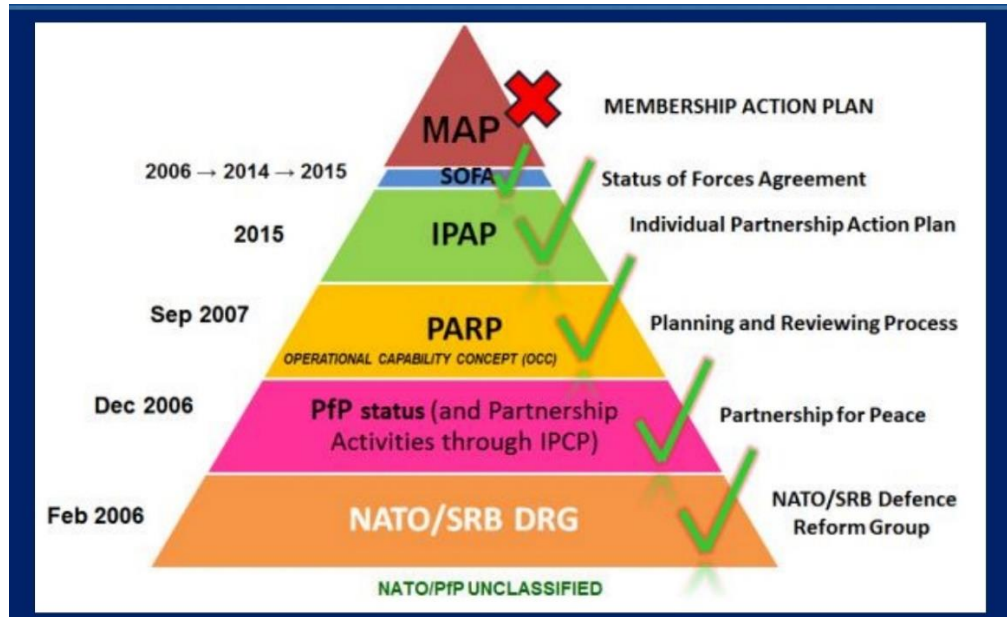 MAP
MEMBERSHIP ACTION PLAN
2006 → 2014 → 2015
SOFA
Status of Forces Agreement
2015
IPAP
Individual Partnership Action Plan
Sep 2007
PARP
OPERATIONAL CAPABILITY CONCEPT (OCC)
Planning and Reviewing Process
Dec 2006
PfP status (and Partnership
Activities through IPCP)
Partnership for Peace
Feb 2006
NATO/SRB DRG
NATO/SRB Defence
Reform Group
NATO/PfP UNCLASSIFIED